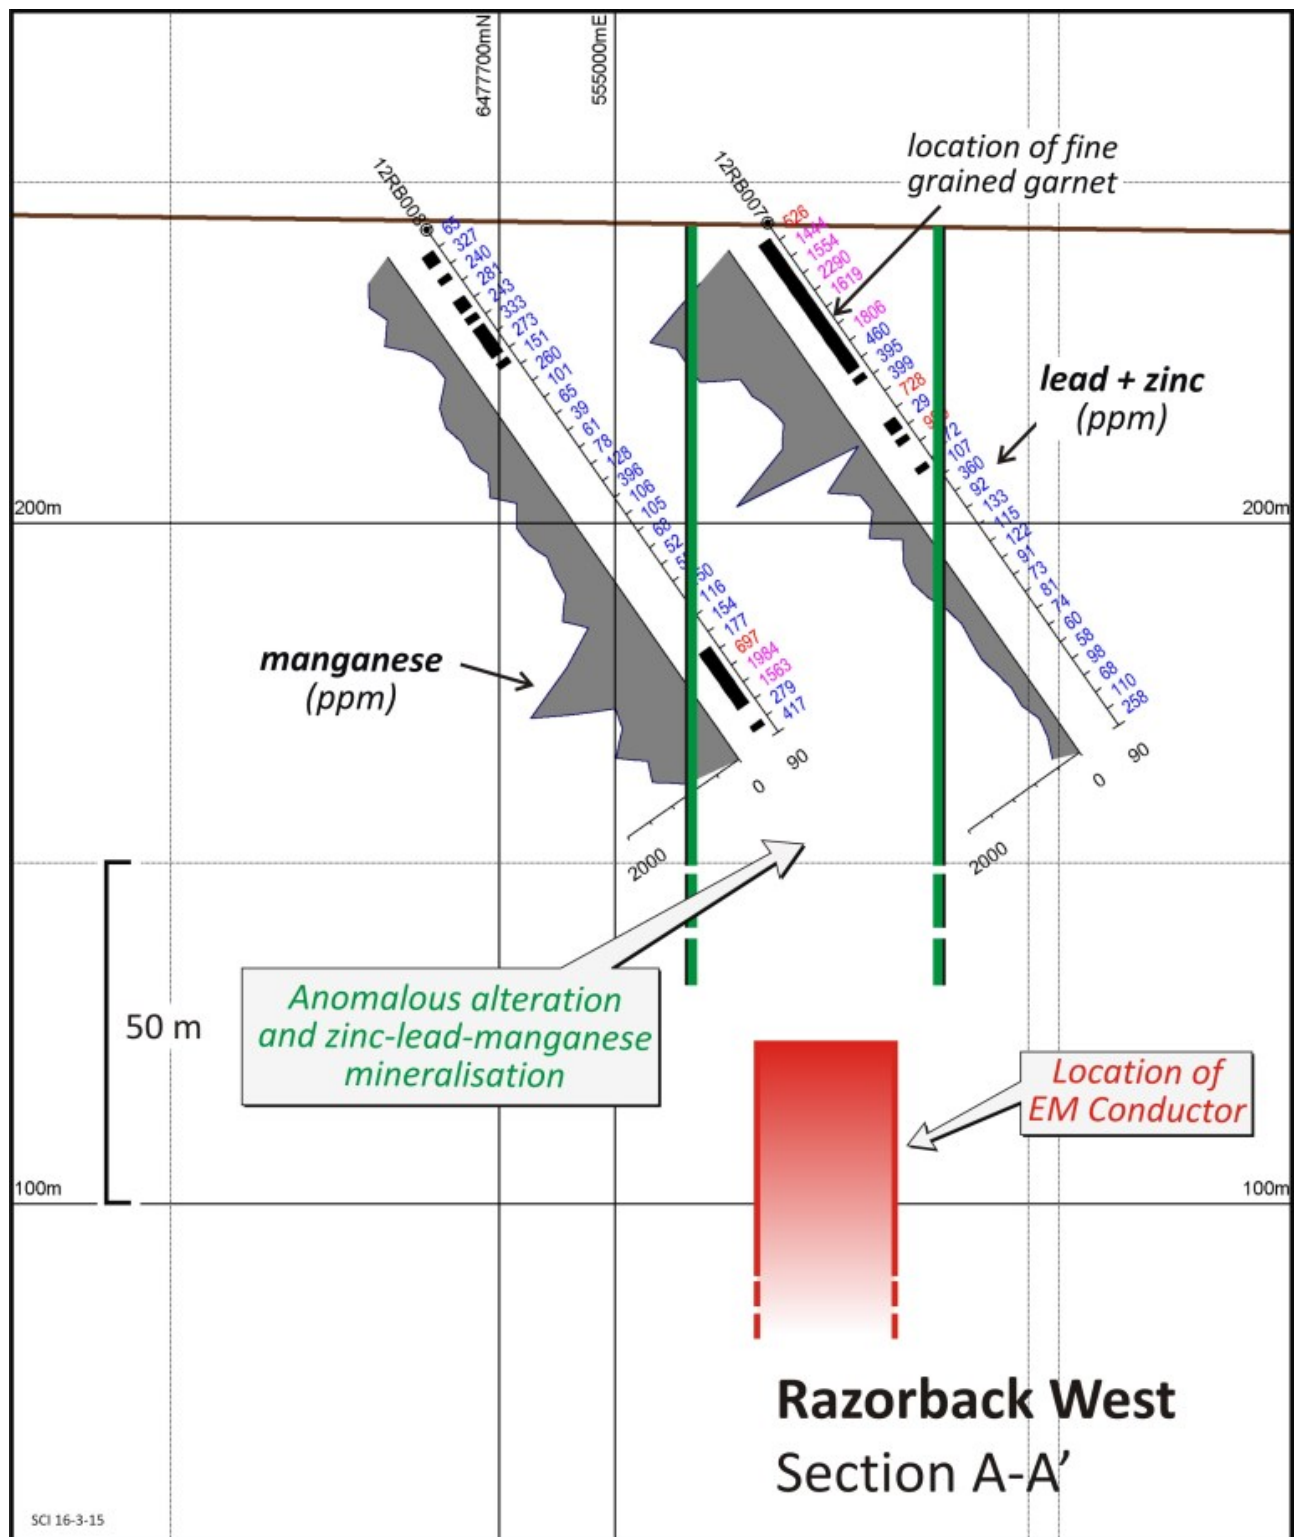 6477700mN
555000mE
location of fine
grained garnet
12RB008
65
327
240
281
243
333
273
151
260
101
65
39
61
78
128
396
106
105
68
52
50
116
154
177
697
1984
1563
279
417
90
0
2000
12RB007
526
1444
1554
2290
1619
1806
460
395
399
728
29
72
107
360
92
133
115
122
91
73
81
74
60
58
98
68
110
258
90
0
2000
lead + zinc
(ppm)
200m
200m
manganese
(ppm)
50 m
Anomalous alteration
and zinc-lead-manganese
mineralisation
Location of
EM Conductor
100m
100m
Razorback West
Section A-A’
SCI 16-3-15